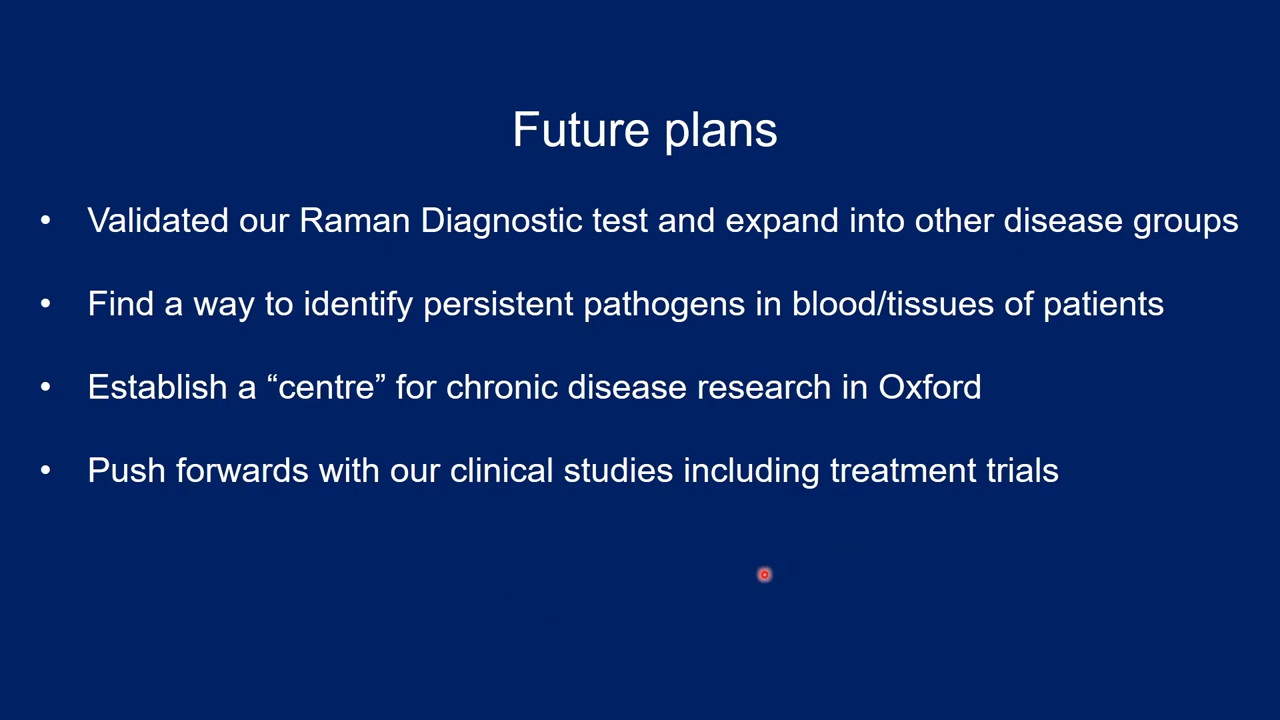 Future plans
• Validated our Raman Diagnostic test and expand into other disease groups
• Find a way to identify persistent pathogens in blood/tissues of patients
• Establish a “centre” for chronic disease research in Oxford
• Push forwards with our clinical studies including treatment trials